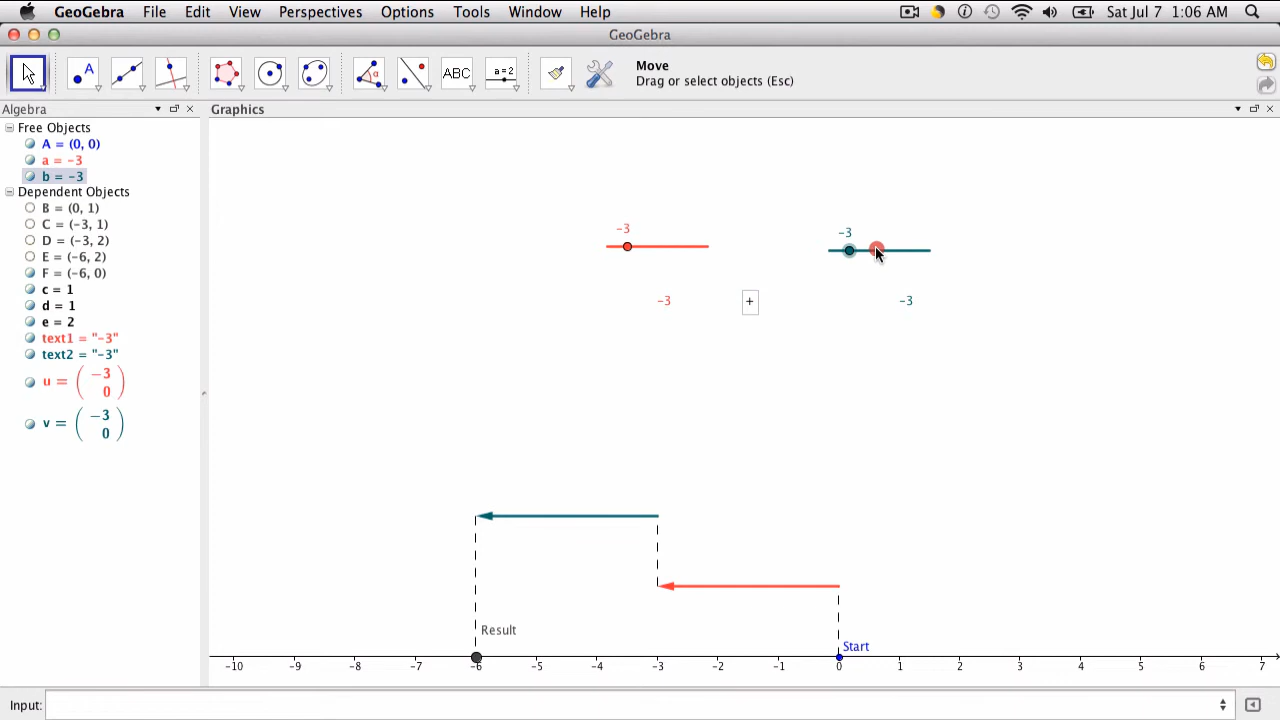 GeoGebra File Edit View Perspectives Options Tools Window Help Sat Jul 7 1:06 AM
GeoGebra
A
α
ABC
a=2
Move
Drag or select objects (Esc)
Algebra
Graphics
Free Objects
A = (0, 0)
a = -3
b = -3
Dependent Objects
B = (0, 1)
C = (-3, 1)
D = (-3, 2)
E = (-6, 2)
F = (-6, 0)
c = 1
d = 1
e = 2
text1 = "-3"
text2 = "-3"
u = ( -3
0 )
v = ( -3
0 )
-3
-3
-3 + -3
Result
Start
-10 -9 -8 -7 -6 -5 -4 -3 -2 -1 0 1 2 3 4 5 6 7
Input: